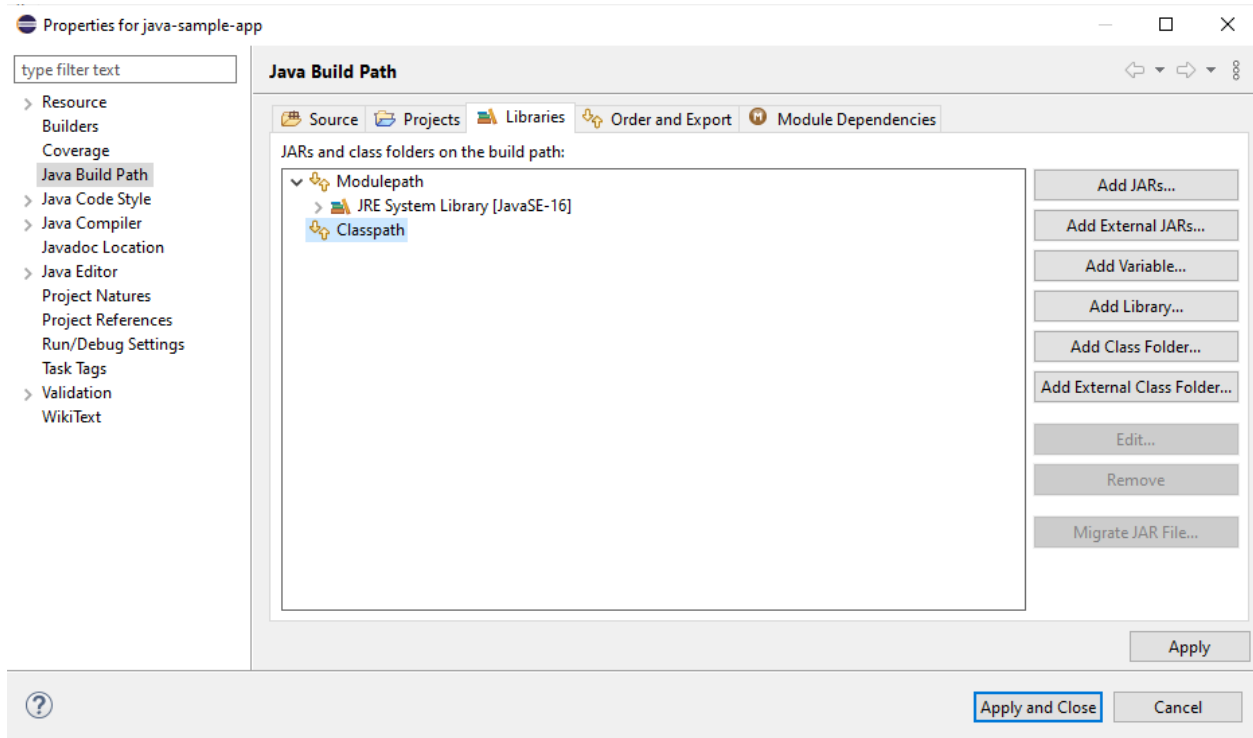 Properties for java-sample-app
type filter text
Resource
Builders
Coverage
Java Build Path
Java Code Style
Java Compiler
Javadoc Location
Java Editor
Project Natures
Project References
Run/Debug Settings
Task Tags
Validation
WikiText
Java Build Path
Source Projects Libraries Order and Export Module Dependencies
JARs and class folders on the build path:
Modulepath
JRE System Library [JavaSE-16]
Classpath
Add JARs...
Add External JARs...
Add Variable...
Add Library...
Add Class Folder...
Add External Class Folder...
Edit...
Remove
Migrate JAR File...
Apply
Apply and Close Cancel